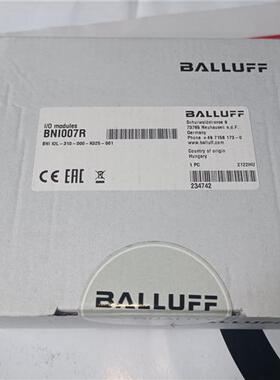 BALLUFF
I/O modules
BNI007R
BNI IOL-310-000-K025-001
CE EAC
BALLUFF
Schurwaldstrasse 9
73765 Neuhausen a.d.F.
Germany
Phone +49 7158 173-0
www.balluff.com
Country of origin
Hungary
1 PC
2122HU
234742
BALLUFF